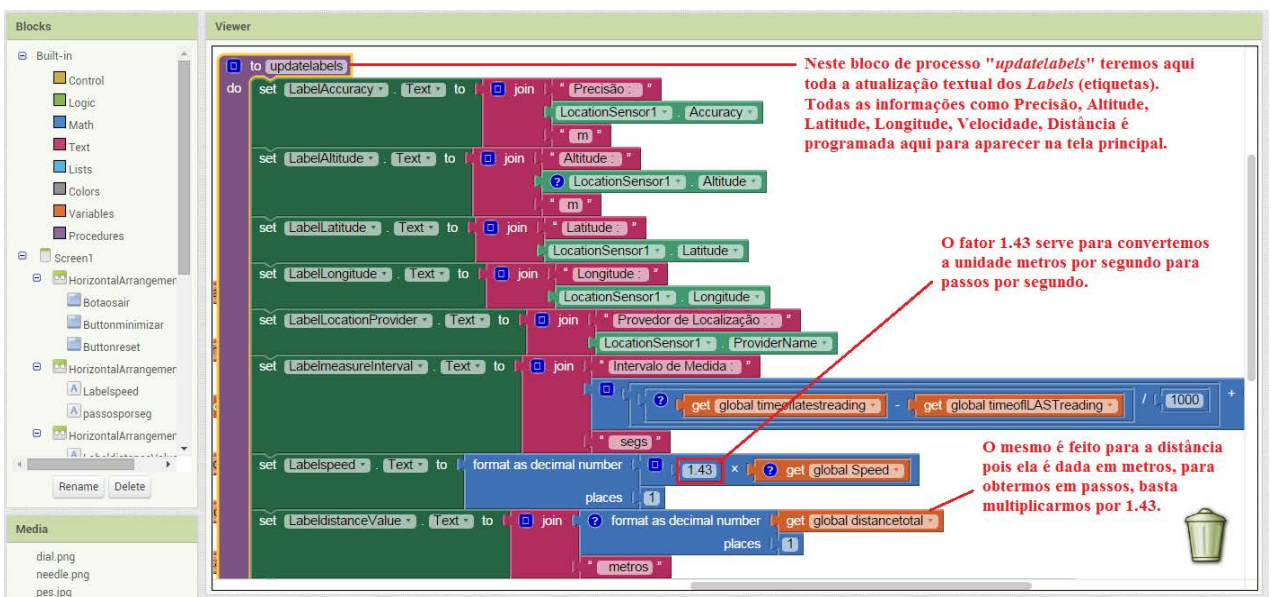 Blocks
Built-in
Control
Logic
Math
Text
Lists
Colors
Variables
Procedures
Screen1
HorizontalArrangemen
Botaosair
Buttonminimizar
Buttonreset
HorizontalArrangemen
Labelspeed
passosporseg
HorizontalArrangemen
Rename Delete
Media
dial.png
needle.png
pes.jpg
Viewer
to updatelabels
do set LabelAccuracy . Text to join " Precisão : "
LocationSensor1 . Accuracy
" m "
set LabelAltitude . Text to join " Altitude : "
LocationSensor1 . Altitude
" m "
set LabelLatitude . Text to join " Latitude : "
LocationSensor1 . Latitude
set LabelLongitude . Text to join " Longitude : "
LocationSensor1 . Longitude
set LabelLocationProvider . Text to join " Provedor de Localização : : "
LocationSensor1 . ProviderName
set LabelmeasureInterval . Text to join " Intervalo de Medida : "
get global timeoflatestreading - get global timeoflLASTreading / 1000 +
" segs "
set Labelspeed . Text to format as decimal number 1.43 × get global Speed
places 1
set LabeldistanceValue . Text to join format as decimal number get global distancetotal
places 1
" metros "
Neste bloco de processo "updatelabels" teremos aqui
toda a atualização textual dos Labels (etiquetas).
Todas as informações como Precisão, Altitude,
Latitude, Longitude, Velocidade, Distância é
programada aqui para aparecer na tela principal.
O fator 1.43 serve para convertemos
a unidade metros por segundo para
passos por segundo.
O mesmo é feito para a distância
pois ela é dada em metros, para
obtermos em passos, basta
multiplicarmos por 1.43.